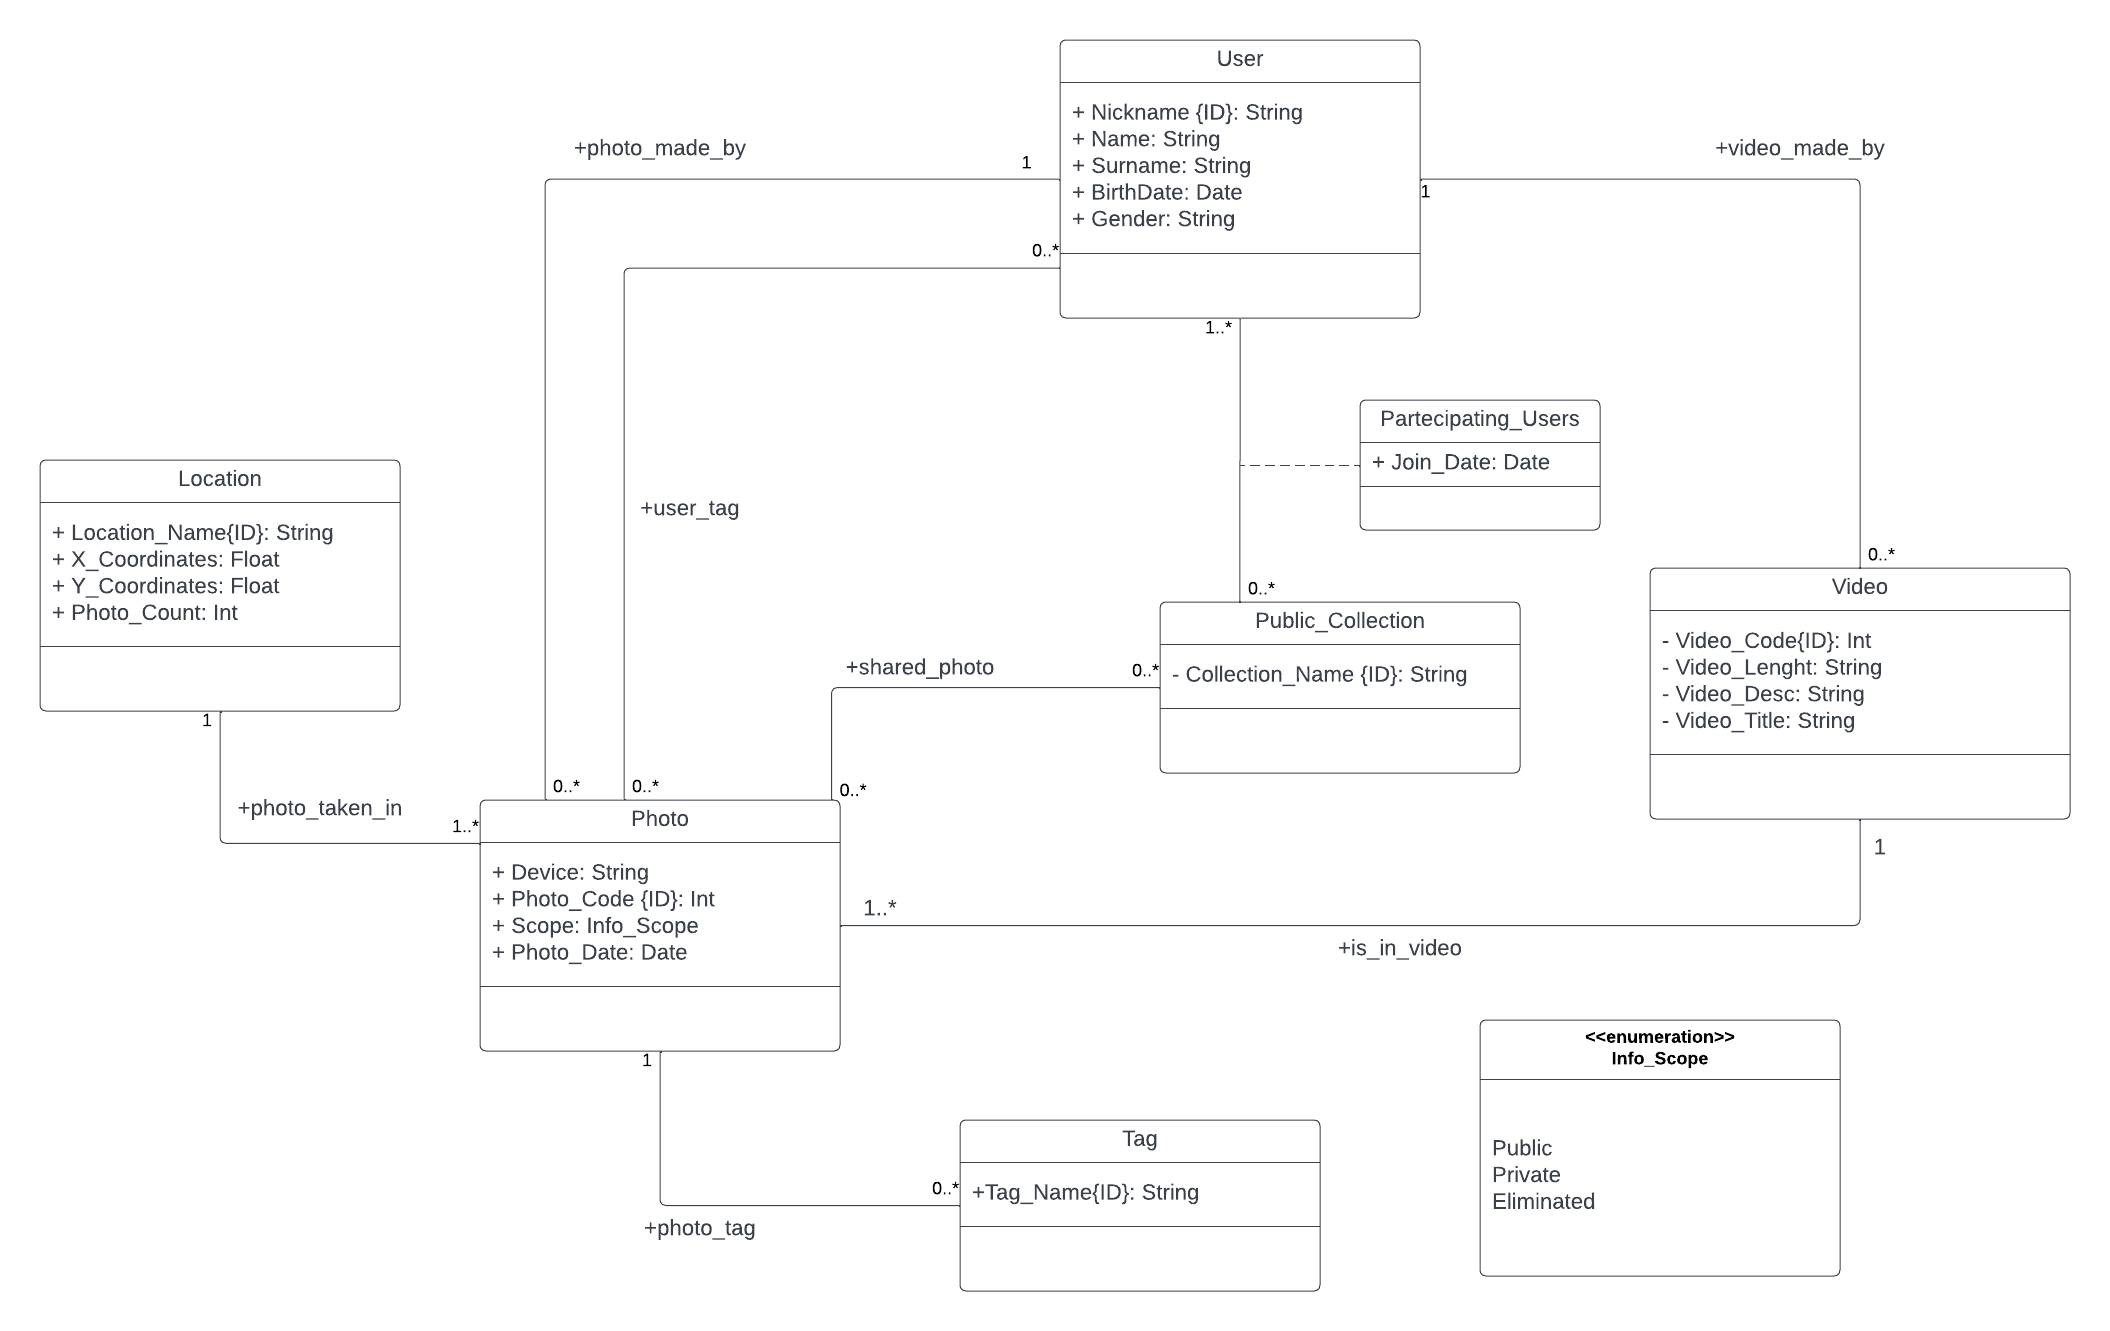 User
+ Nickname {ID}: String
+ Name: String
+ Surname: String
+ BirthDate: Date
+ Gender: String
+photo_made_by
1
+video_made_by
1
0..*
1..*
Partecipating_Users
+ Join_Date: Date
Location
+ Location_Name{ID}: String
+ X_Coordinates: Float
+ Y_Coordinates: Float
+ Photo_Count: Int
+user_tag
0..*
0..*
Public_Collection
- Collection_Name {ID}: String
Video
- Video_Code{ID}: Int
- Video_Lenght: String
- Video_Desc: String
- Video_Title: String
+shared_photo
0..*
1
+photo_taken_in
1..*
0..*
0..*
0..*
Photo
+ Device: String
+ Photo_Code {ID}: Int
+ Scope: Info_Scope
+ Photo_Date: Date
1..*
1
+is_in_video
1
<<enumeration>>
Info_Scope
Public
Private
Eliminated
Tag
+Tag_Name{ID}: String
0..*
+photo_tag